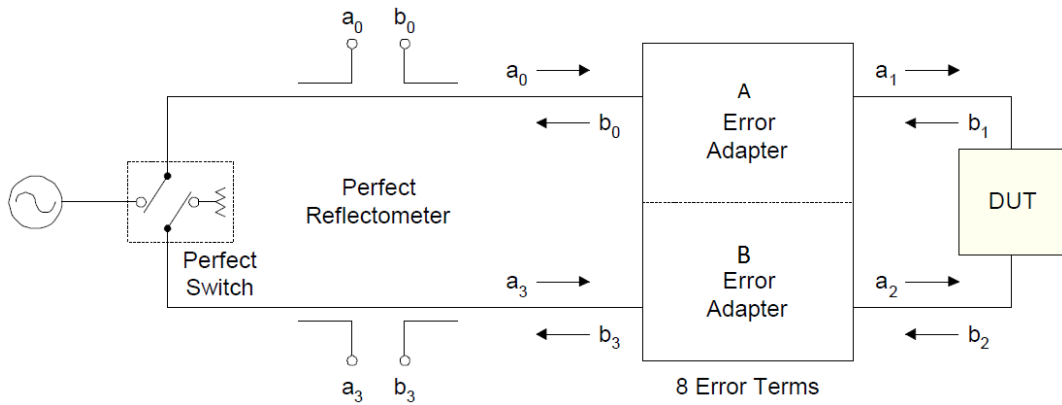 a₀ b₀
a₀ a₁
A
Error
Adapter
b₀ b₁
Perfect
Reflectometer
DUT
Perfect
Switch
B
Error
Adapter
a₃ a₂
b₃ b₂
a₃ b₃
8 Error Terms